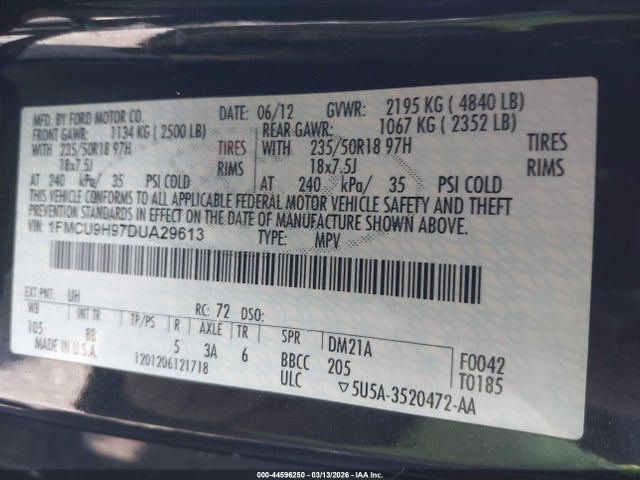 MFD. BY FORD MOTOR CO. DATE: 06/12 GVWR: 2195 KG ( 4840 LB)
FRONT GAWR: 1134 KG ( 2500 LB) REAR GAWR: 1067 KG ( 2352 LB)
WITH 235/50R18 97H TIRES WITH 235/50R18 97H TIRES
18x7.5J RIMS 18x7.5J RIMS
AT 240 kPa/ 35 PSI COLD AT 240 kPa/ 35 PSI COLD
THIS VEHICLE CONFORMS TO ALL APPLICABLE FEDERAL MOTOR VEHICLE SAFETY AND THEFT
PREVENTION STANDARDS IN EFFECT ON THE DATE OF MANUFACTURE SHOWN ABOVE.
VIN: 1FMCU9H97DUA29613 TYPE: MPV
EXT PNT: UH RC: 72 DSO:
WB INT TR TP/PS R AXLE TR SPR DM21A F0042
105 BB 5 3A 6 BBCC 205 T0185
MADE IN U.S.A. 1201206121718 ULC ▽5U5A-3520472-AA
000-44596250 - 03/13/2026 - IAA Inc.